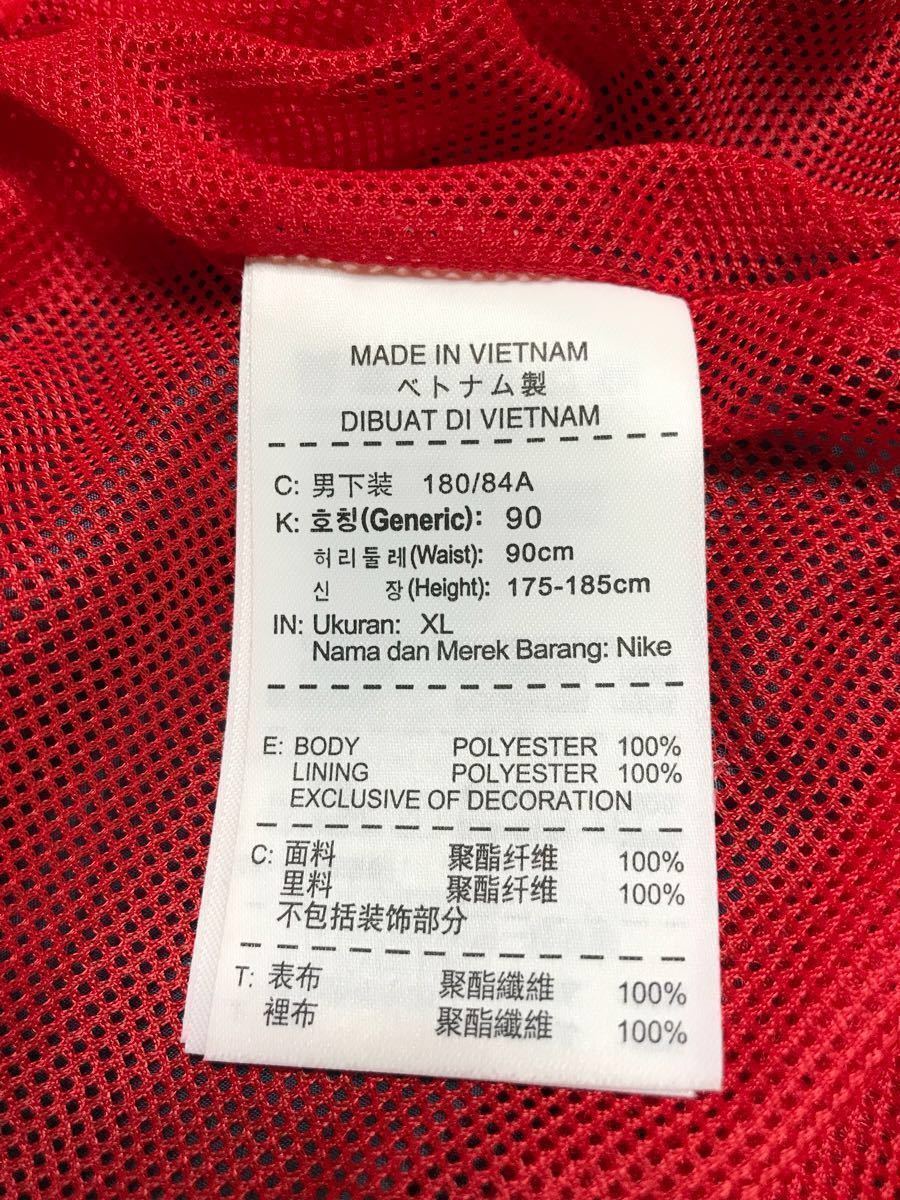 MADE IN VIETNAM
ベトナム製
DIBUAT DI VIETNAM
C: 男下装 180/84A
K: 호칭(Generic): 90
허리둘레(Waist): 90cm
신 장(Height): 175-185cm
IN: Ukuran: XL
Nama dan Merek Barang: Nike
E: BODY POLYESTER 100%
LINING POLYESTER 100%
EXCLUSIVE OF DECORATION
C: 面料 聚酯纤维 100%
里料 聚酯纤维 100%
不包括装饰部分
T: 表布 聚酯纖維 100%
裡布 聚酯纖維 100%